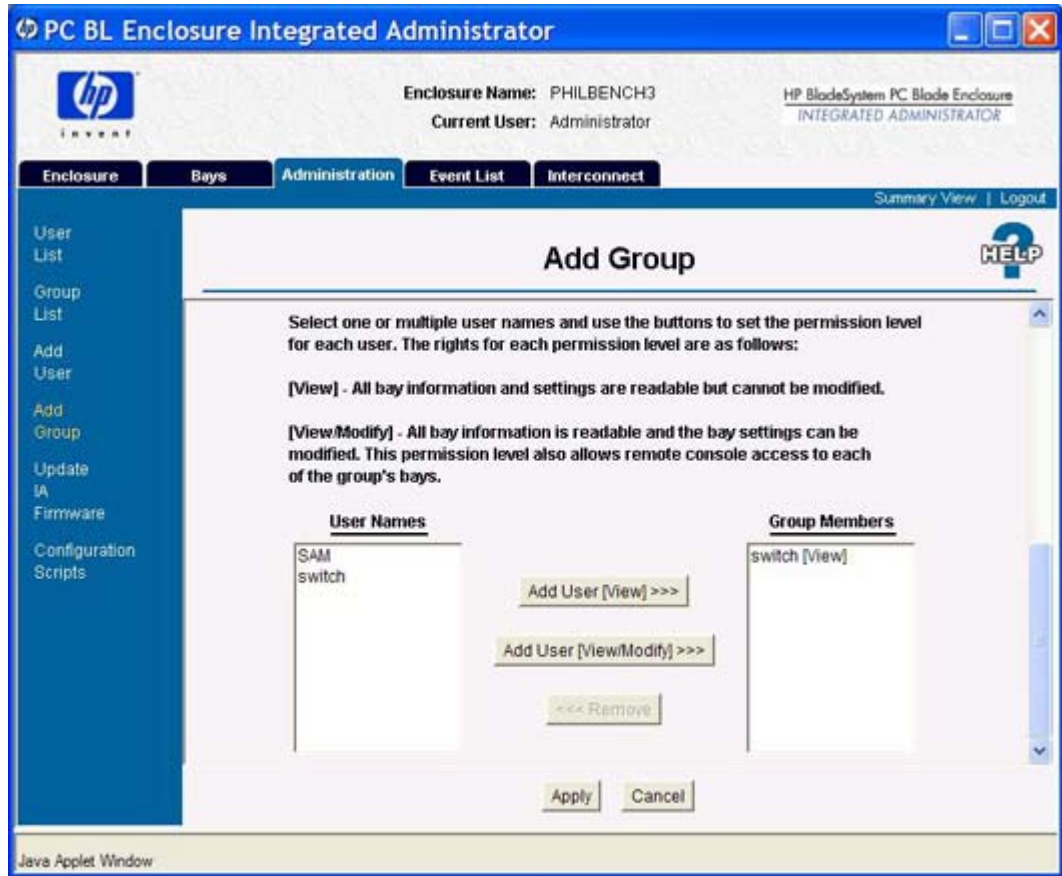 PC BL Enclosure Integrated Administrator
hp
invent
Enclosure Name: PHILBENCH3
Current User: Administrator
HP BladeSystem PC Blade Enclosure
INTEGRATED ADMINISTRATOR
Enclosure Bays Administration Event List Interconnect
Summary View | Logout
User
List
Group
List
Add
User
Add
Group
Update
IA
Firmware
Configuration
Scripts
Add Group
HELP
Select one or multiple user names and use the buttons to set the permission level
for each user. The rights for each permission level are as follows:
[View] - All bay information and settings are readable but cannot be modified.
[View/Modify] - All bay information is readable and the bay settings can be
modified. This permission level also allows remote console access to each
of the group's bays.
User Names
SAM
switch
Add User [View] >>>
Add User [View/Modify] >>>
<<< Remove
Group Members
switch [View]
Apply Cancel
Java Applet Window